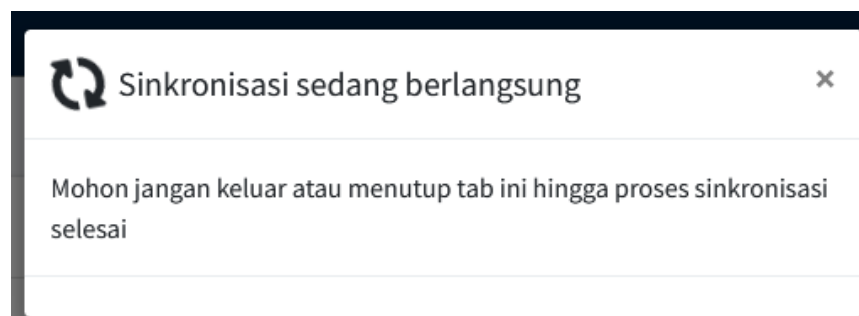 Sinkronisasi sedang berlangsung
×
Mohon jangan keluar atau menutup tab ini hingga proses sinkronisasi
selesai